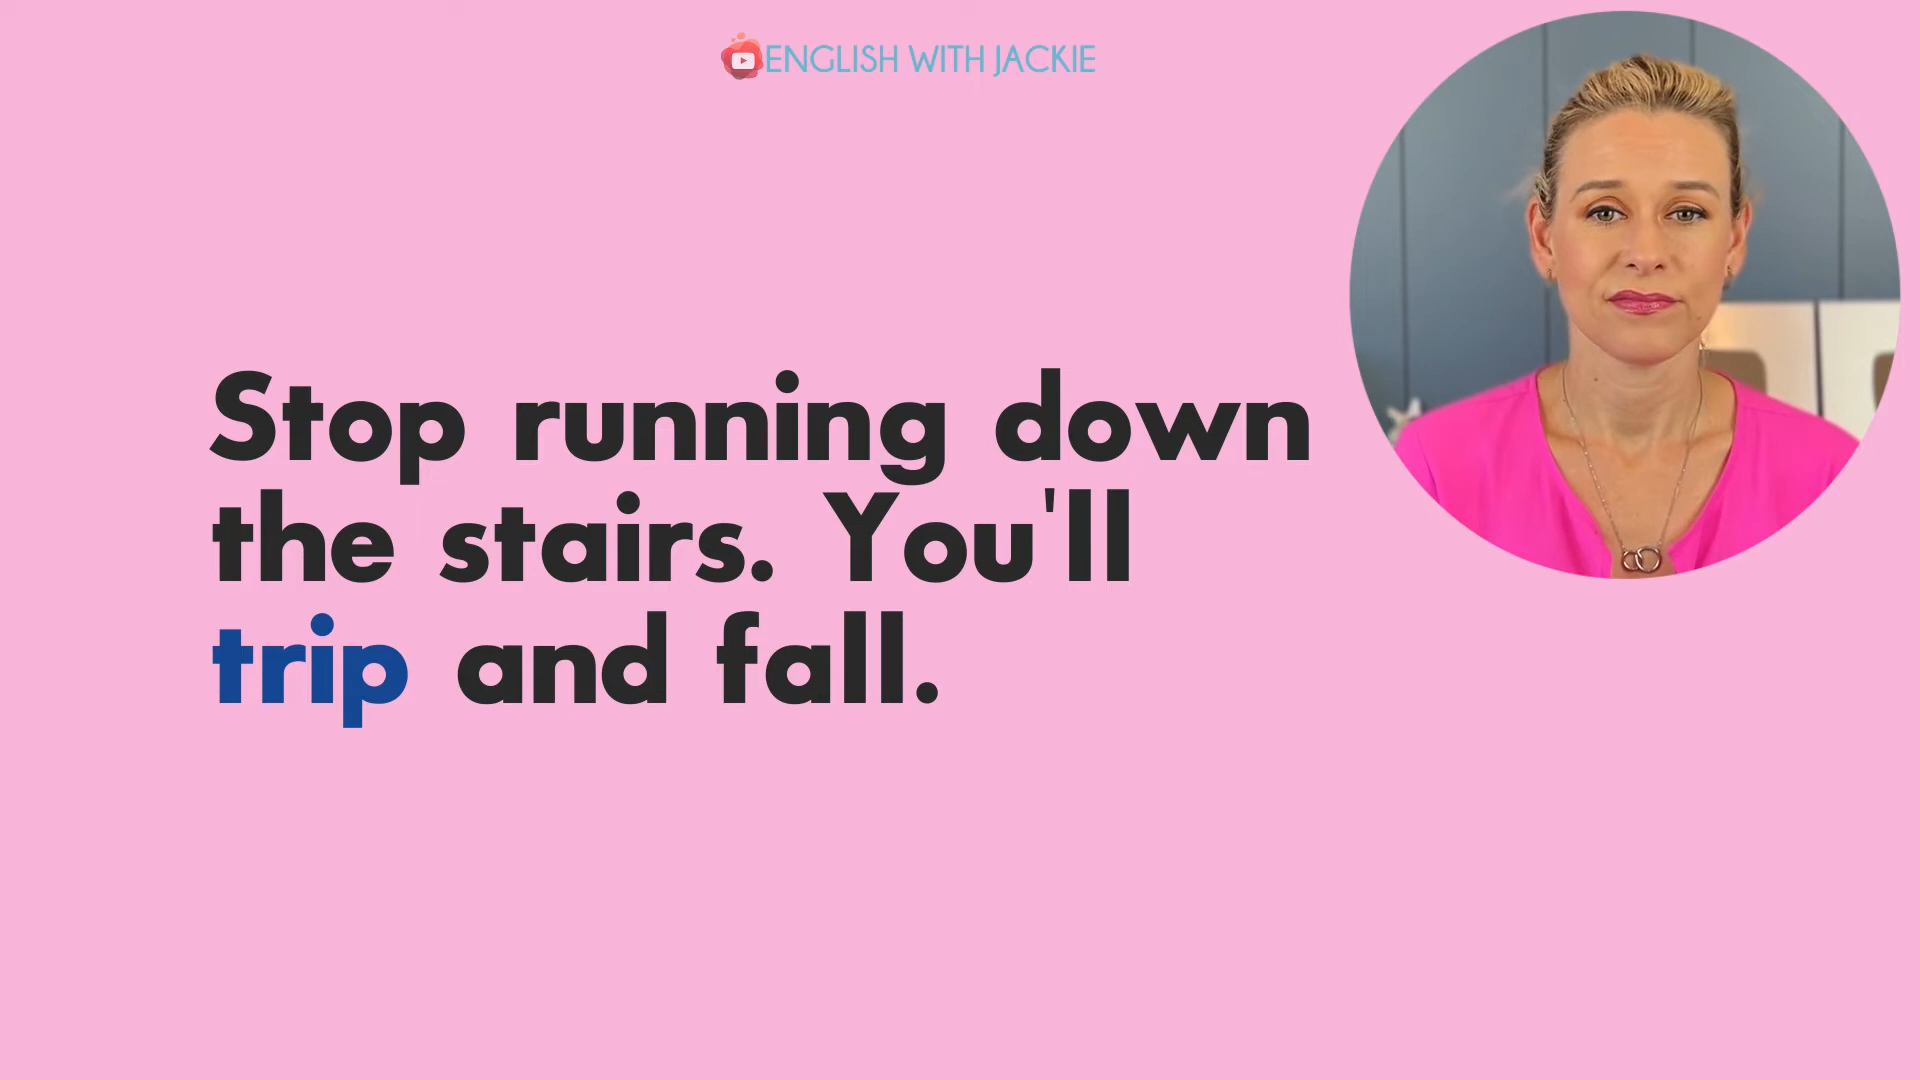 ENGLISH WITH JACKIE
Stop running down
the stairs. You'll
trip and fall.